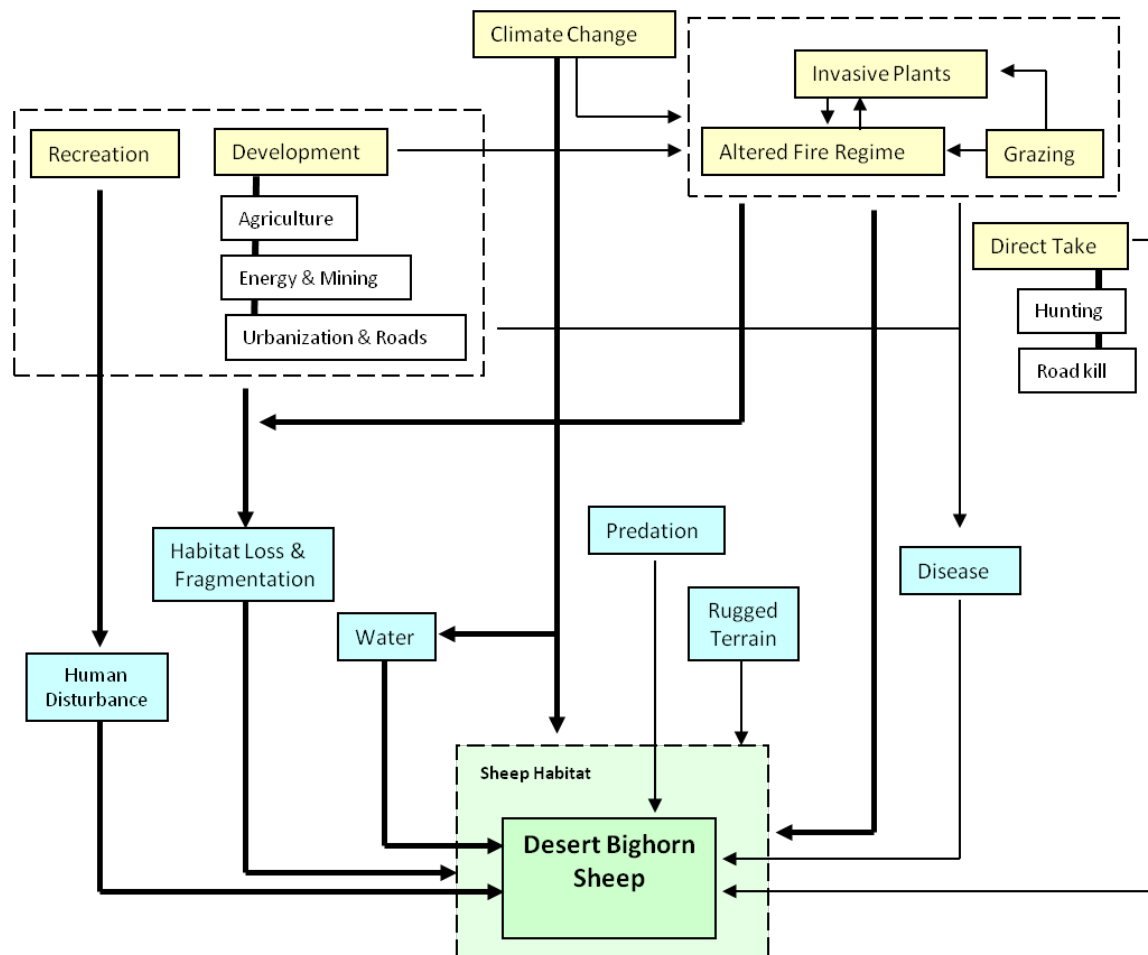 Climate Change
Invasive Plants
Recreation
Development
Altered Fire Regime
Grazing
Agriculture
Direct Take
Energy & Mining
Hunting
Urbanization & Roads
Road kill
Predation
Habitat Loss &
Fragmentation
Disease
Rugged
Terrain
Water
Human
Disturbance
Sheep Habitat
Desert Bighorn
Sheep